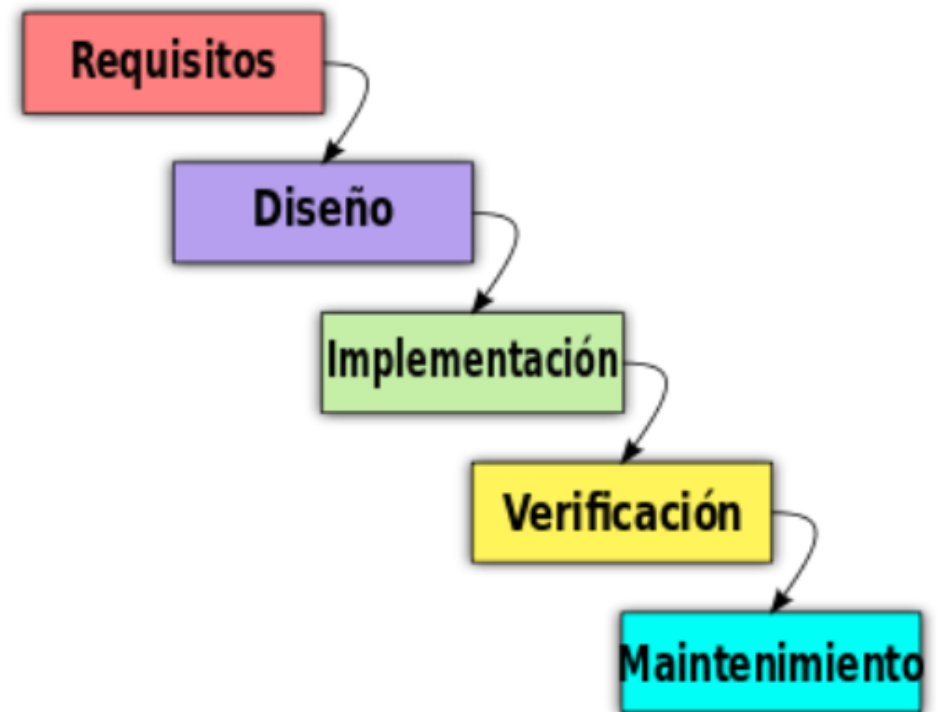 Requisitos
Diseño
Implementación
Verificación
Maintenimiento